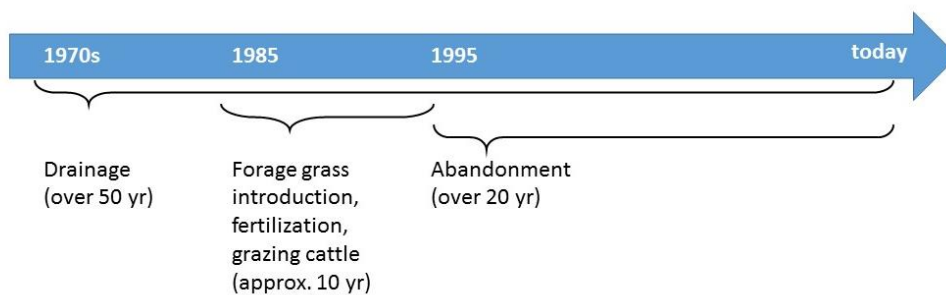 1970s 1985 1995 today
Drainage
(over 50 yr)
Forage grass
introduction,
fertilization,
grazing cattle
(approx. 10 yr)
Abandonment
(over 20 yr)